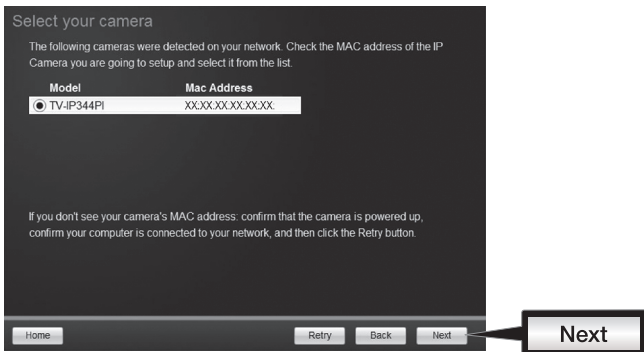 Select your camera
The following cameras were detected on your network. Check the MAC address of the IP
Camera you are going to setup and select it from the list.
Model Mac Address
TV-IP344PI XX:XX:XX:XX:XX:XX:
If you don't see your camera's MAC address: confirm that the camera is powered up,
confirm your computer is connected to your network, and then click the Retry button.
Home Retry Back Next Next